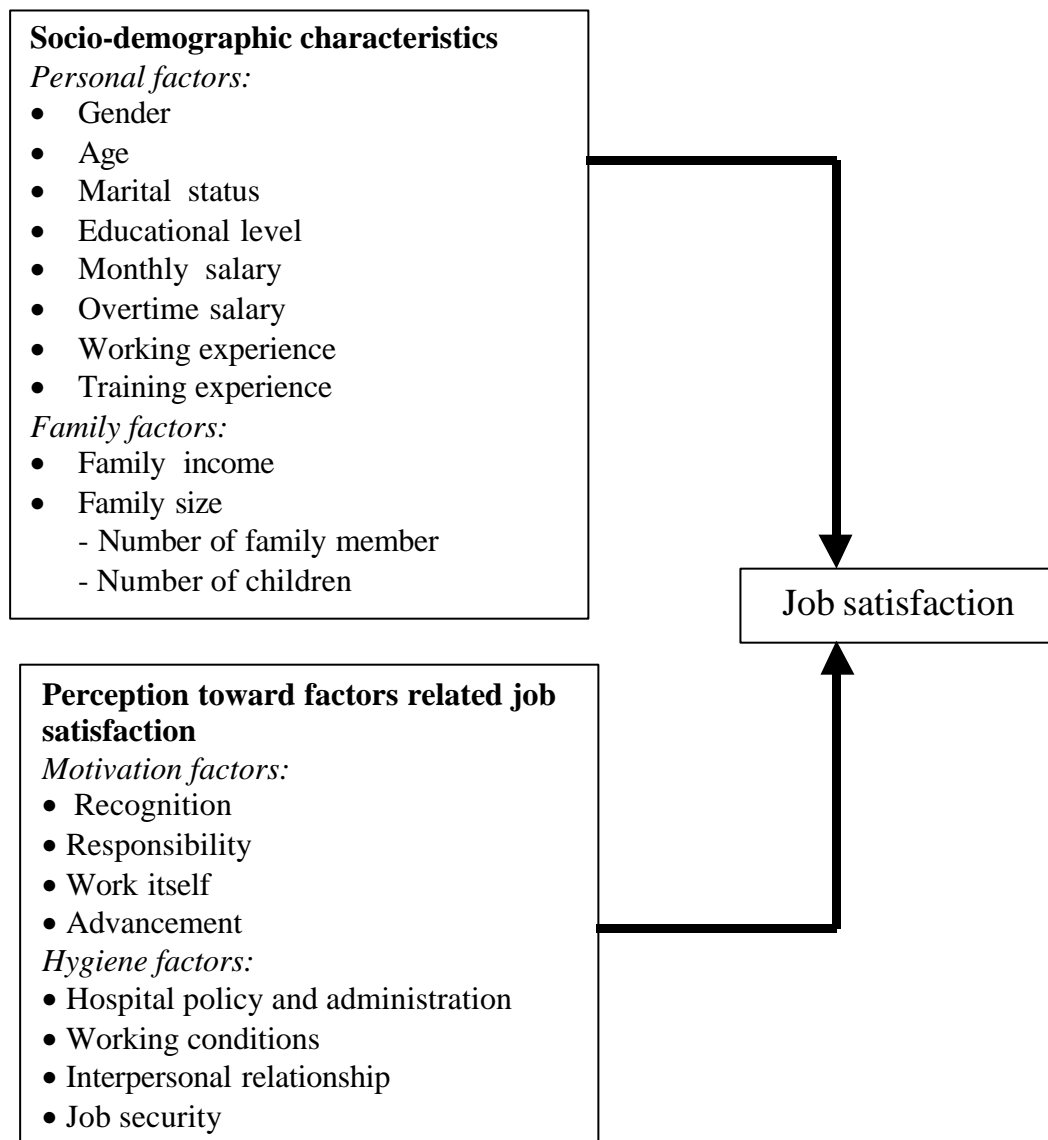 Socio-demographic characteristics
Personal factors:
• Gender
• Age
• Marital status
• Educational level
• Monthly salary
• Overtime salary
• Working experience
• Training experience
Family factors:
• Family income
• Family size
- Number of family member
- Number of children
Job satisfaction
Perception toward factors related job
satisfaction
Motivation factors:
• Recognition
• Responsibility
• Work itself
• Advancement
Hygiene factors:
• Hospital policy and administration
• Working conditions
• Interpersonal relationship
• Job security